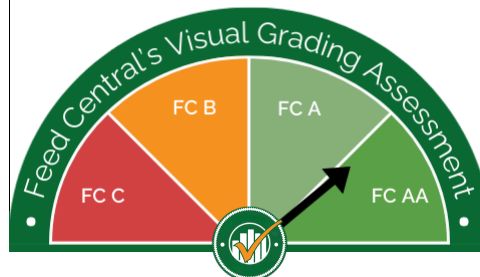 Feed Central's Visual Grading Assessment
FC B
FC A
FC C
FC AA